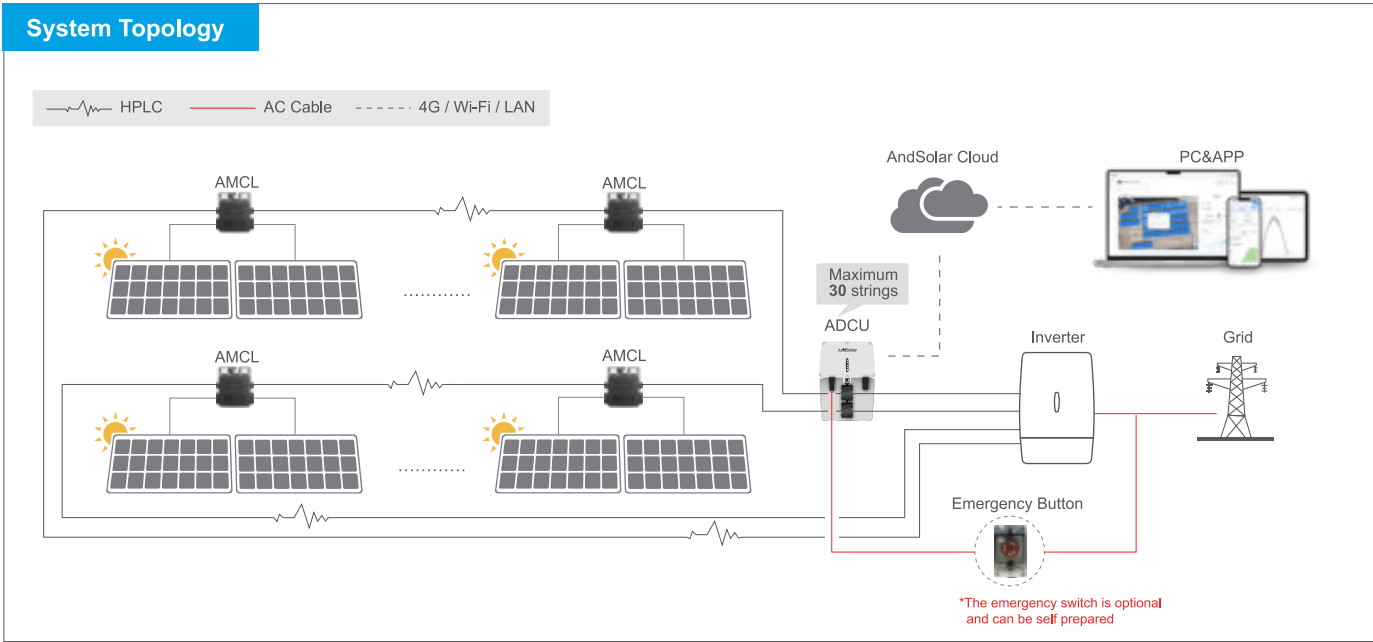 System Topology
HPLC
AC Cable
4G / Wi-Fi / LAN
AndSolar Cloud
PC&APP
AMCL
AMCL
Maximum
30 strings
ADCU
AndSolar
Inverter
Grid
AMCL
AMCL
Emergency Button
*The emergency switch is optional
and can be self prepared